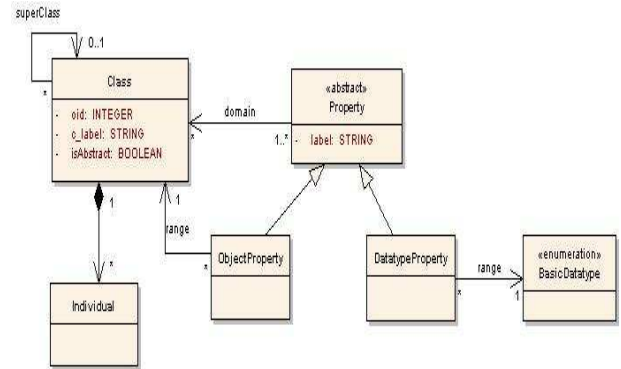 superClass
0..1
*
Class
- oid: INTEGER
- c_label: STRING
- isAbstract: BOOLEAN
domain
*
1..*
«abstract»
Property
- label: STRING
1
*
1
range
*
ObjectProperty
DatatypeProperty
range
*
1
«enumeration»
BasicDatatype
Individual